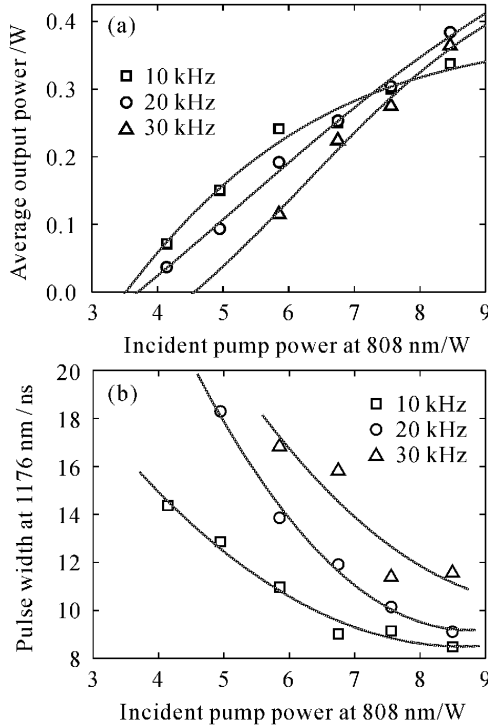 0.4
(a)
Average output power /W
10 kHz
20 kHz
30 kHz
0.3
0.2
0.1
0.0
3 4 5 6 7 8 9
Incident pump power at 808 nm/W
20
(b)
Pulse width at 1176 nm / ns
10 kHz
20 kHz
30 kHz
18
16
14
12
10
8
3 4 5 6 7 8 9
Incident pump power at 808 nm/W